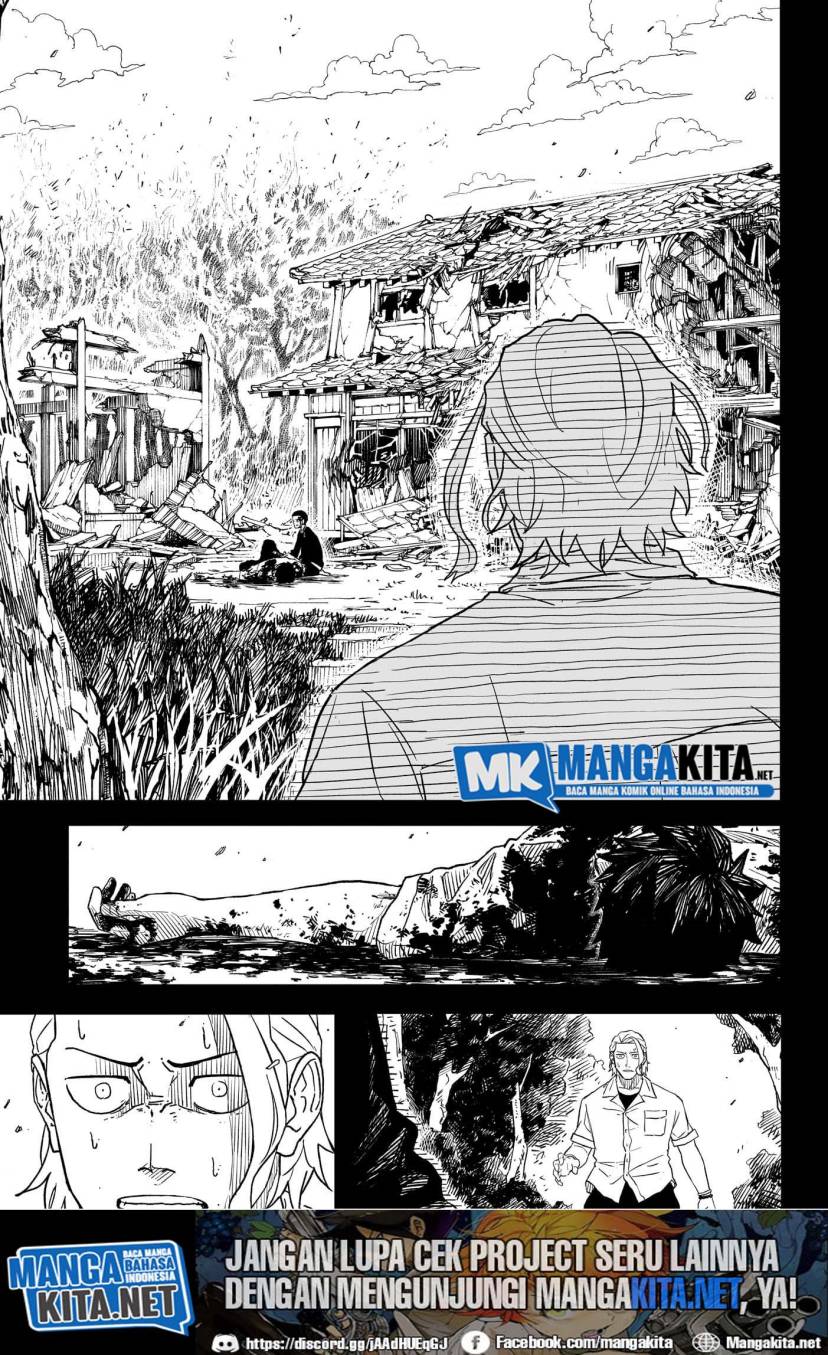 MK MANGAKITA.NET
BACA MANGA KOMIK ONLINE BAHASA INDONESIA
MANGA BACA MANGA BAHASA INDONESIA
KITA.NET
JANGAN LUPA CEK PROJECT SERU LAINNYA
DENGAN MENGUNJUNGI MANGAKITA.NET, YA!
https://discord.gg/jAAdHUEqGJ f Facebook.com/mangakita Mangakita.net